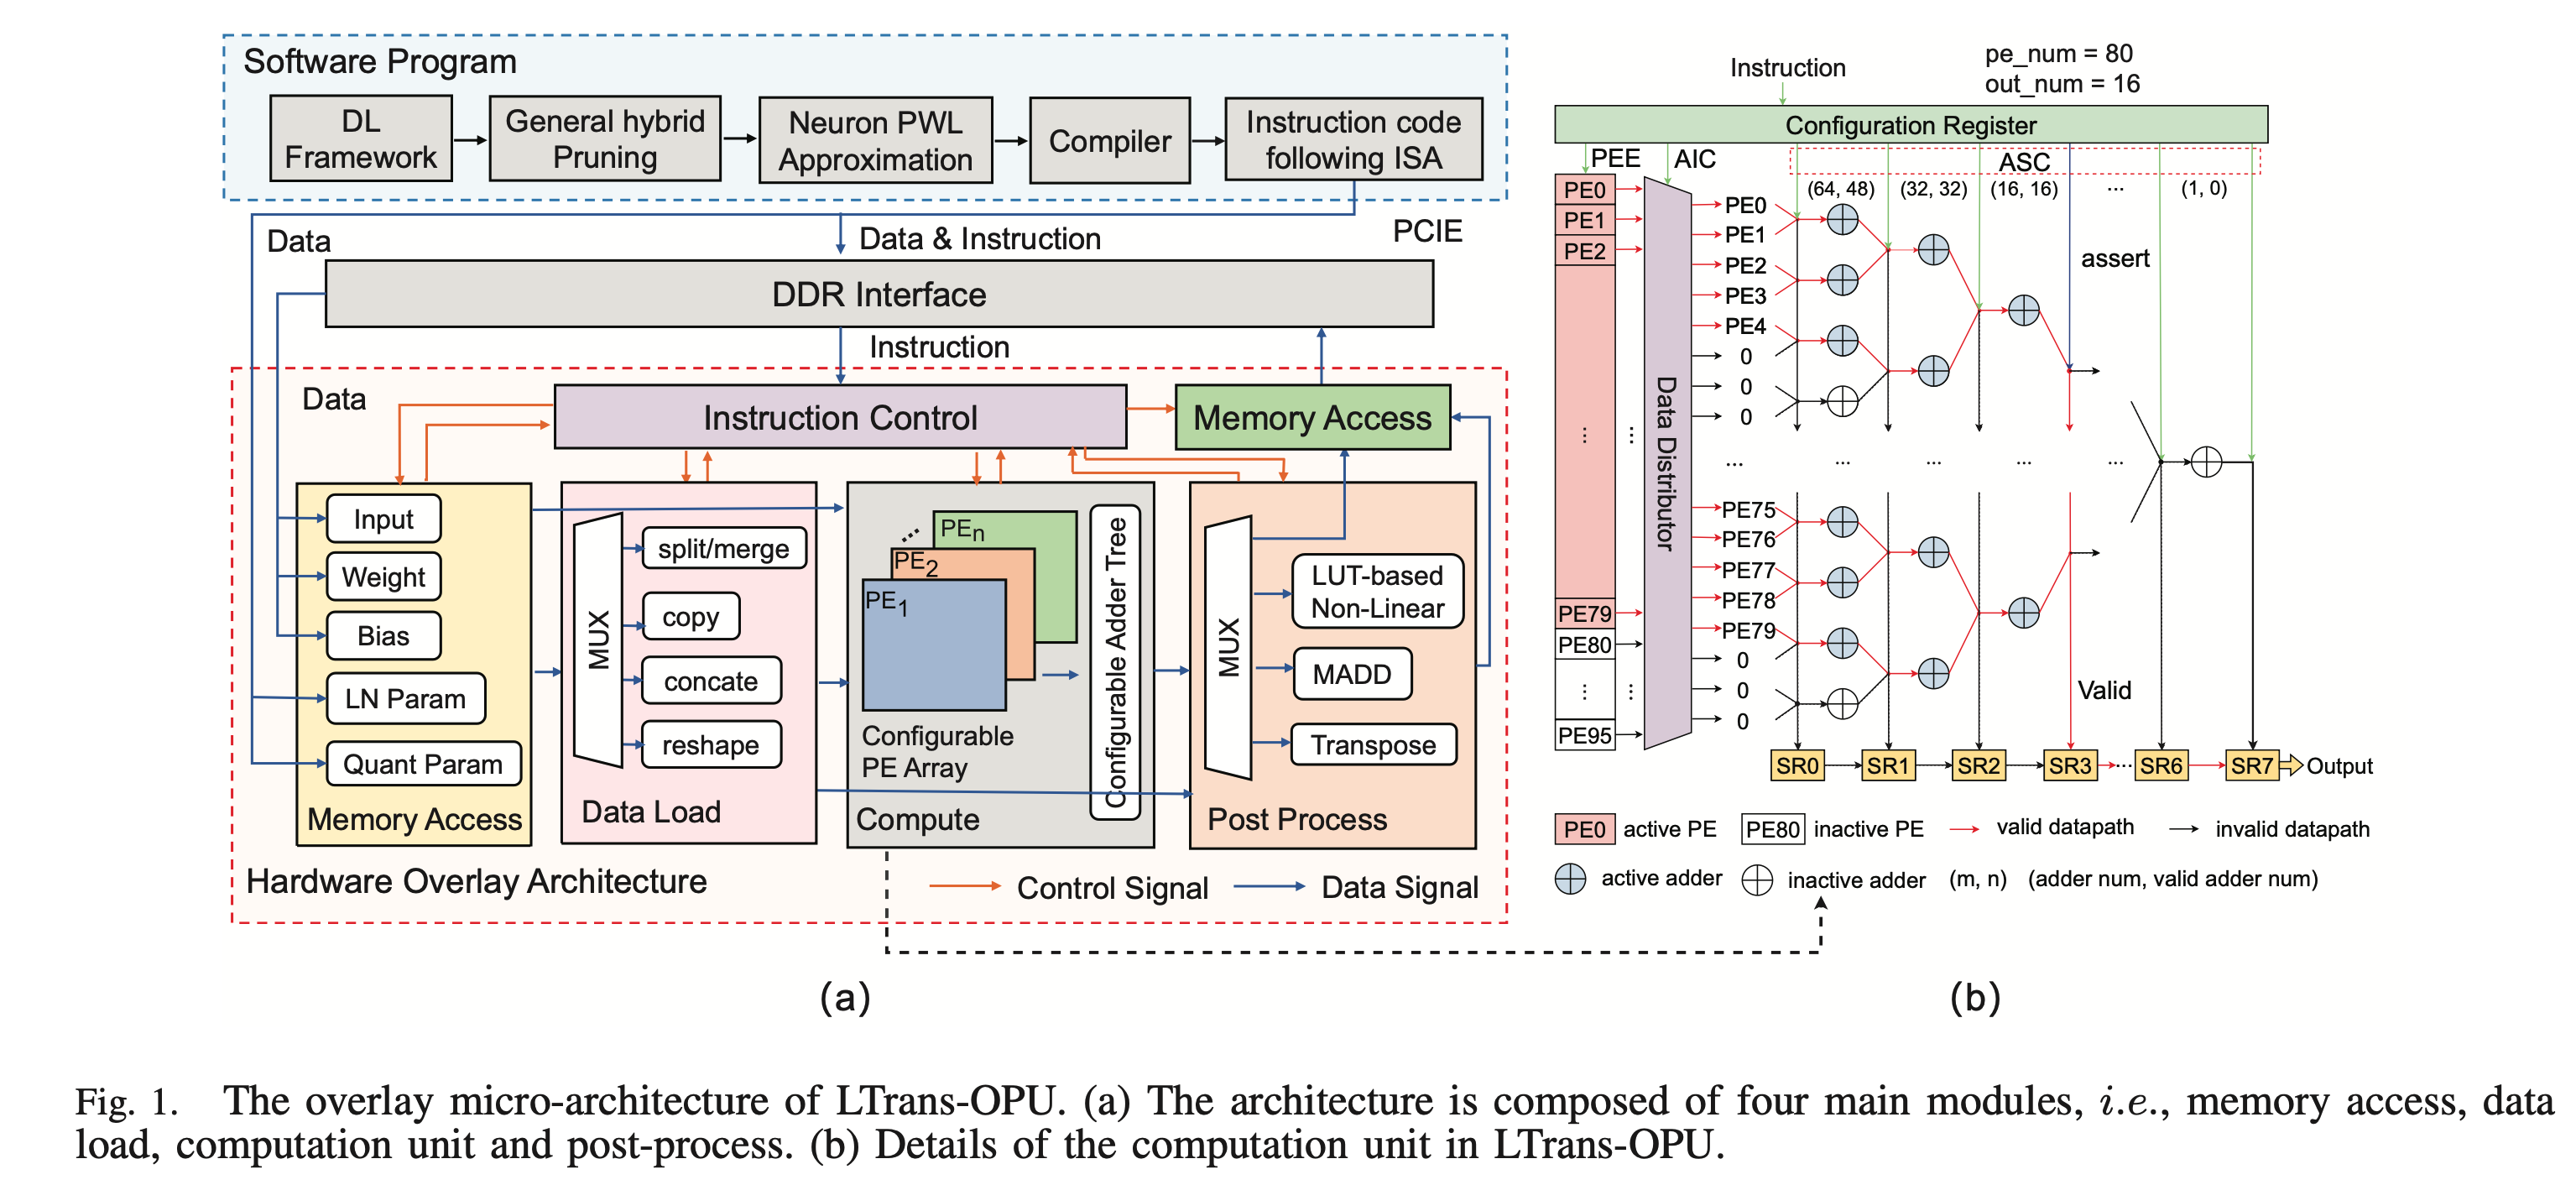 Software Program
DL
Framework
General hybrid
Pruning
Neuron PWL
Approximation
Compiler
Instruction code
following ISA
Data
Data & Instruction
PCIE
DDR Interface
Instruction
Data
Instruction Control
Memory Access
Input
Weight
Bias
LN Param
Quant Param
Memory Access
MUX
split/merge
copy
concate
reshape
Data Load
PE1
PE2
PEn
Configurable
PE Array
Configurable Adder Tree
Compute
MUX
LUT-based
Non-Linear
MADD
Transpose
Post Process
Hardware Overlay Architecture
Control Signal
Data Signal
(a)
Instruction
pe_num = 80
out_num = 16
Configuration Register
PEE
AIC
ASC
(64, 48)
(32, 32)
(16, 16)
...
(1, 0)
PE0
PE1
PE2
...
PE79
PE80
...
PE95
...
...
Data Distributor
PE0
PE1
PE2
PE3
PE4
0
0
0
... ... ... ... ...
PE75
PE76
PE77
PE78
PE79
0
0
0
assert
Valid
SR0
SR1
SR2
SR3
...
SR6
SR7
Output
PE0 active PE
PE80 inactive PE
valid datapath
invalid datapath
active adder
inactive adder
(m, n) (adder num, valid adder num)
(b)
Fig. 1. The overlay micro-architecture of LTrans-OPU. (a) The architecture is composed of four main modules, i.e., memory access, data
load, computation unit and post-process. (b) Details of the computation unit in LTrans-OPU.